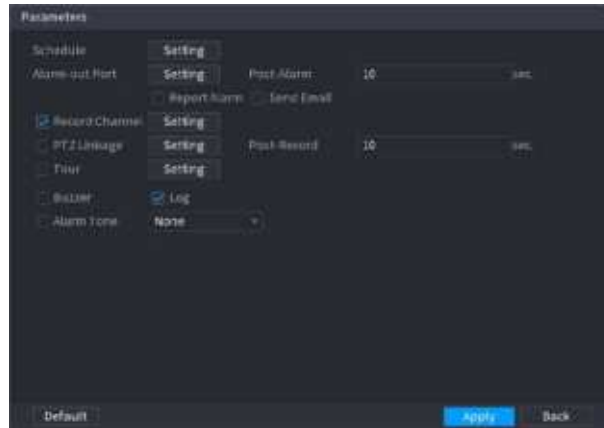 Parameters
Schedule Setting
Alarm-out Port Setting Post-Alarm 10 sec.
Report Alarm Send Email
Record Channel Setting
PTZ Linkage Setting Post-Record 10 sec.
Tour Setting
Buzzer Log
Alarm Tone None
Default Apply Back